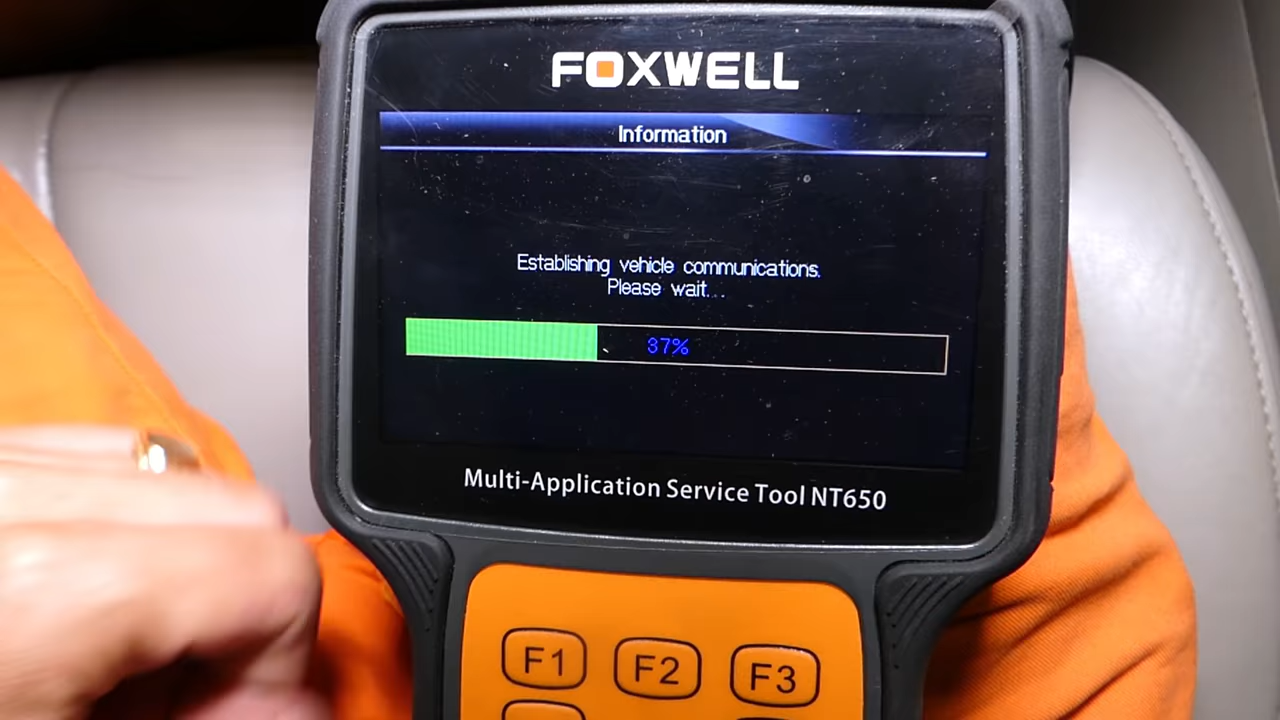 FOXWELL
Information
Establishing vehicle communications.
Please wait...
37%
Multi-Application Service Tool NT650
F1 F2 F3